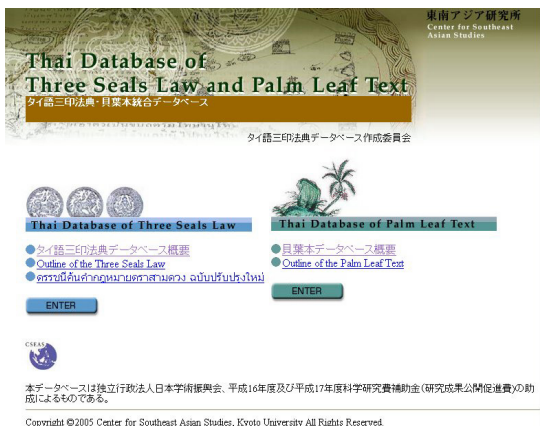 東南アジア研究所
Center for Southeast
Asian Studies
Thai Database of
Three Seals Law and Palm Leaf Text
タイ語三印法典・貝葉本統合データベース
タイ語三印法典データベース作成委員会
Thai Database of Three Seals Law
タイ語三印法典データベース概要
Outline of the Three Seals Law
ดรรชนีค้นคำกฎหมายตราสามดวง ฉบับปรับปรุงใหม่
ENTER
Thai Database of Palm Leaf Text
貝葉本データベース概要
Outline of the Palm Leaf Text
ENTER
CSEAS
本データベースは独立行政法人日本学術振興会、平成16年度及び平成17年度科学研究費補助金(研究成果公開促進費)の助
成によるものである。
Copyright ©2005 Center for Southeast Asian Studies, Kyoto University All Rights Reserved.